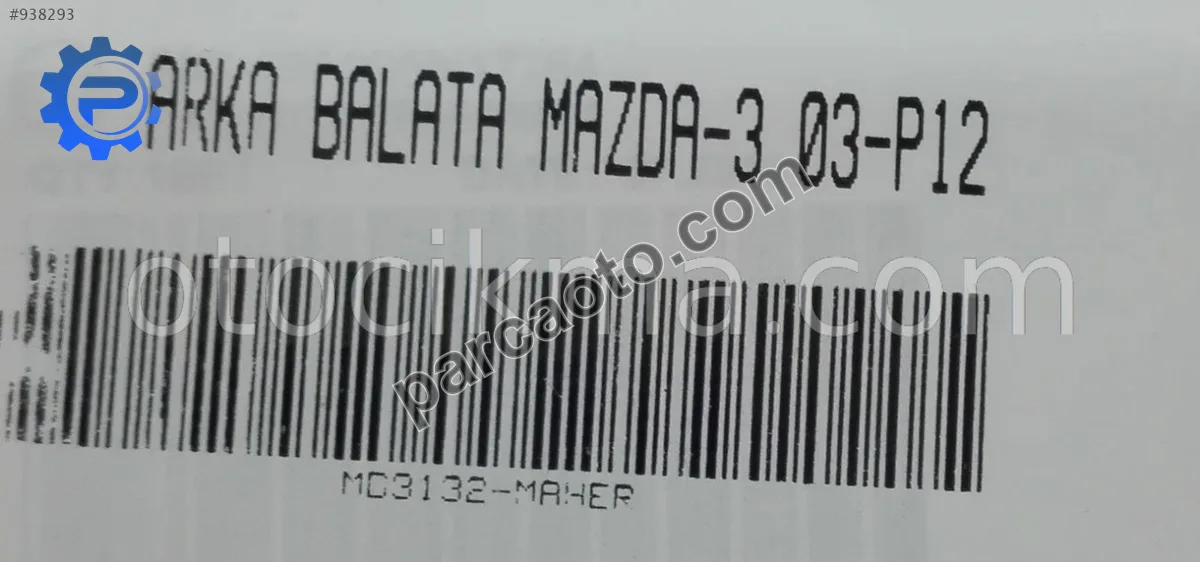 #938293
ARKA BALATA MAZDA-3 03-P12
otocikma.com
parcaoto.com
MD3132-MAHER